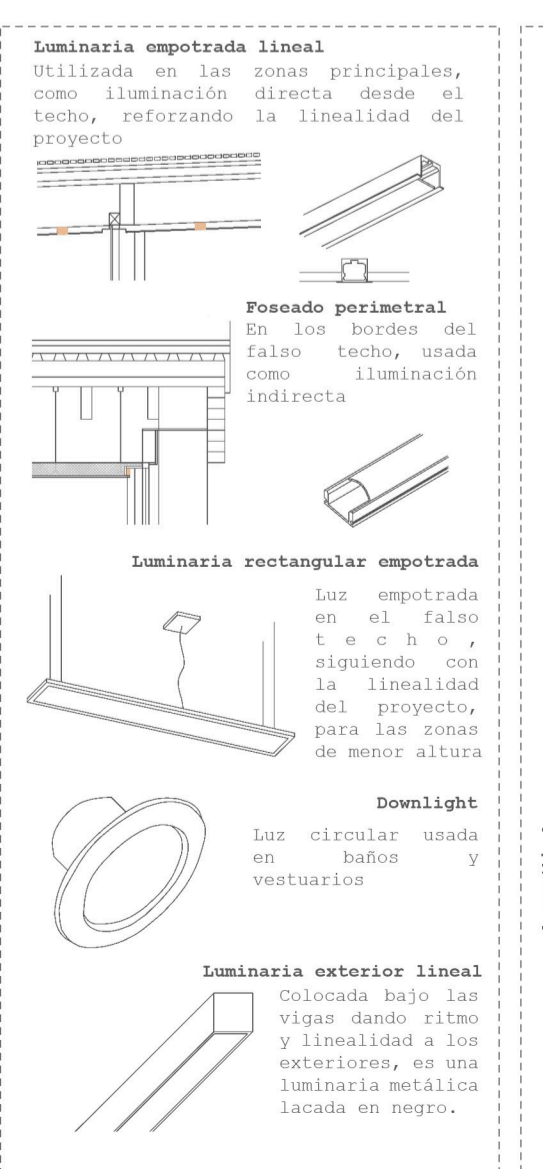 Luminaria empotrada lineal
Utilizada en las zonas principales,
como iluminación directa desde el
techo, reforzando la linealidad del
proyecto
Foseado perimetral
En los bordes del
falso techo, usada
como iluminación
indirecta
Luminaria rectangular empotrada
Luz empotrada
en el falso
techo,
siguiendo con
la linealidad
del proyecto,
para las zonas
de menor altura
Downlight
Luz circular usada
en baños y
vestuarios
Luminaria exterior lineal
Colocada bajo las
vigas dando ritmo
y linealidad a los
exteriores, es una
luminaria metálica
lacada en negro.